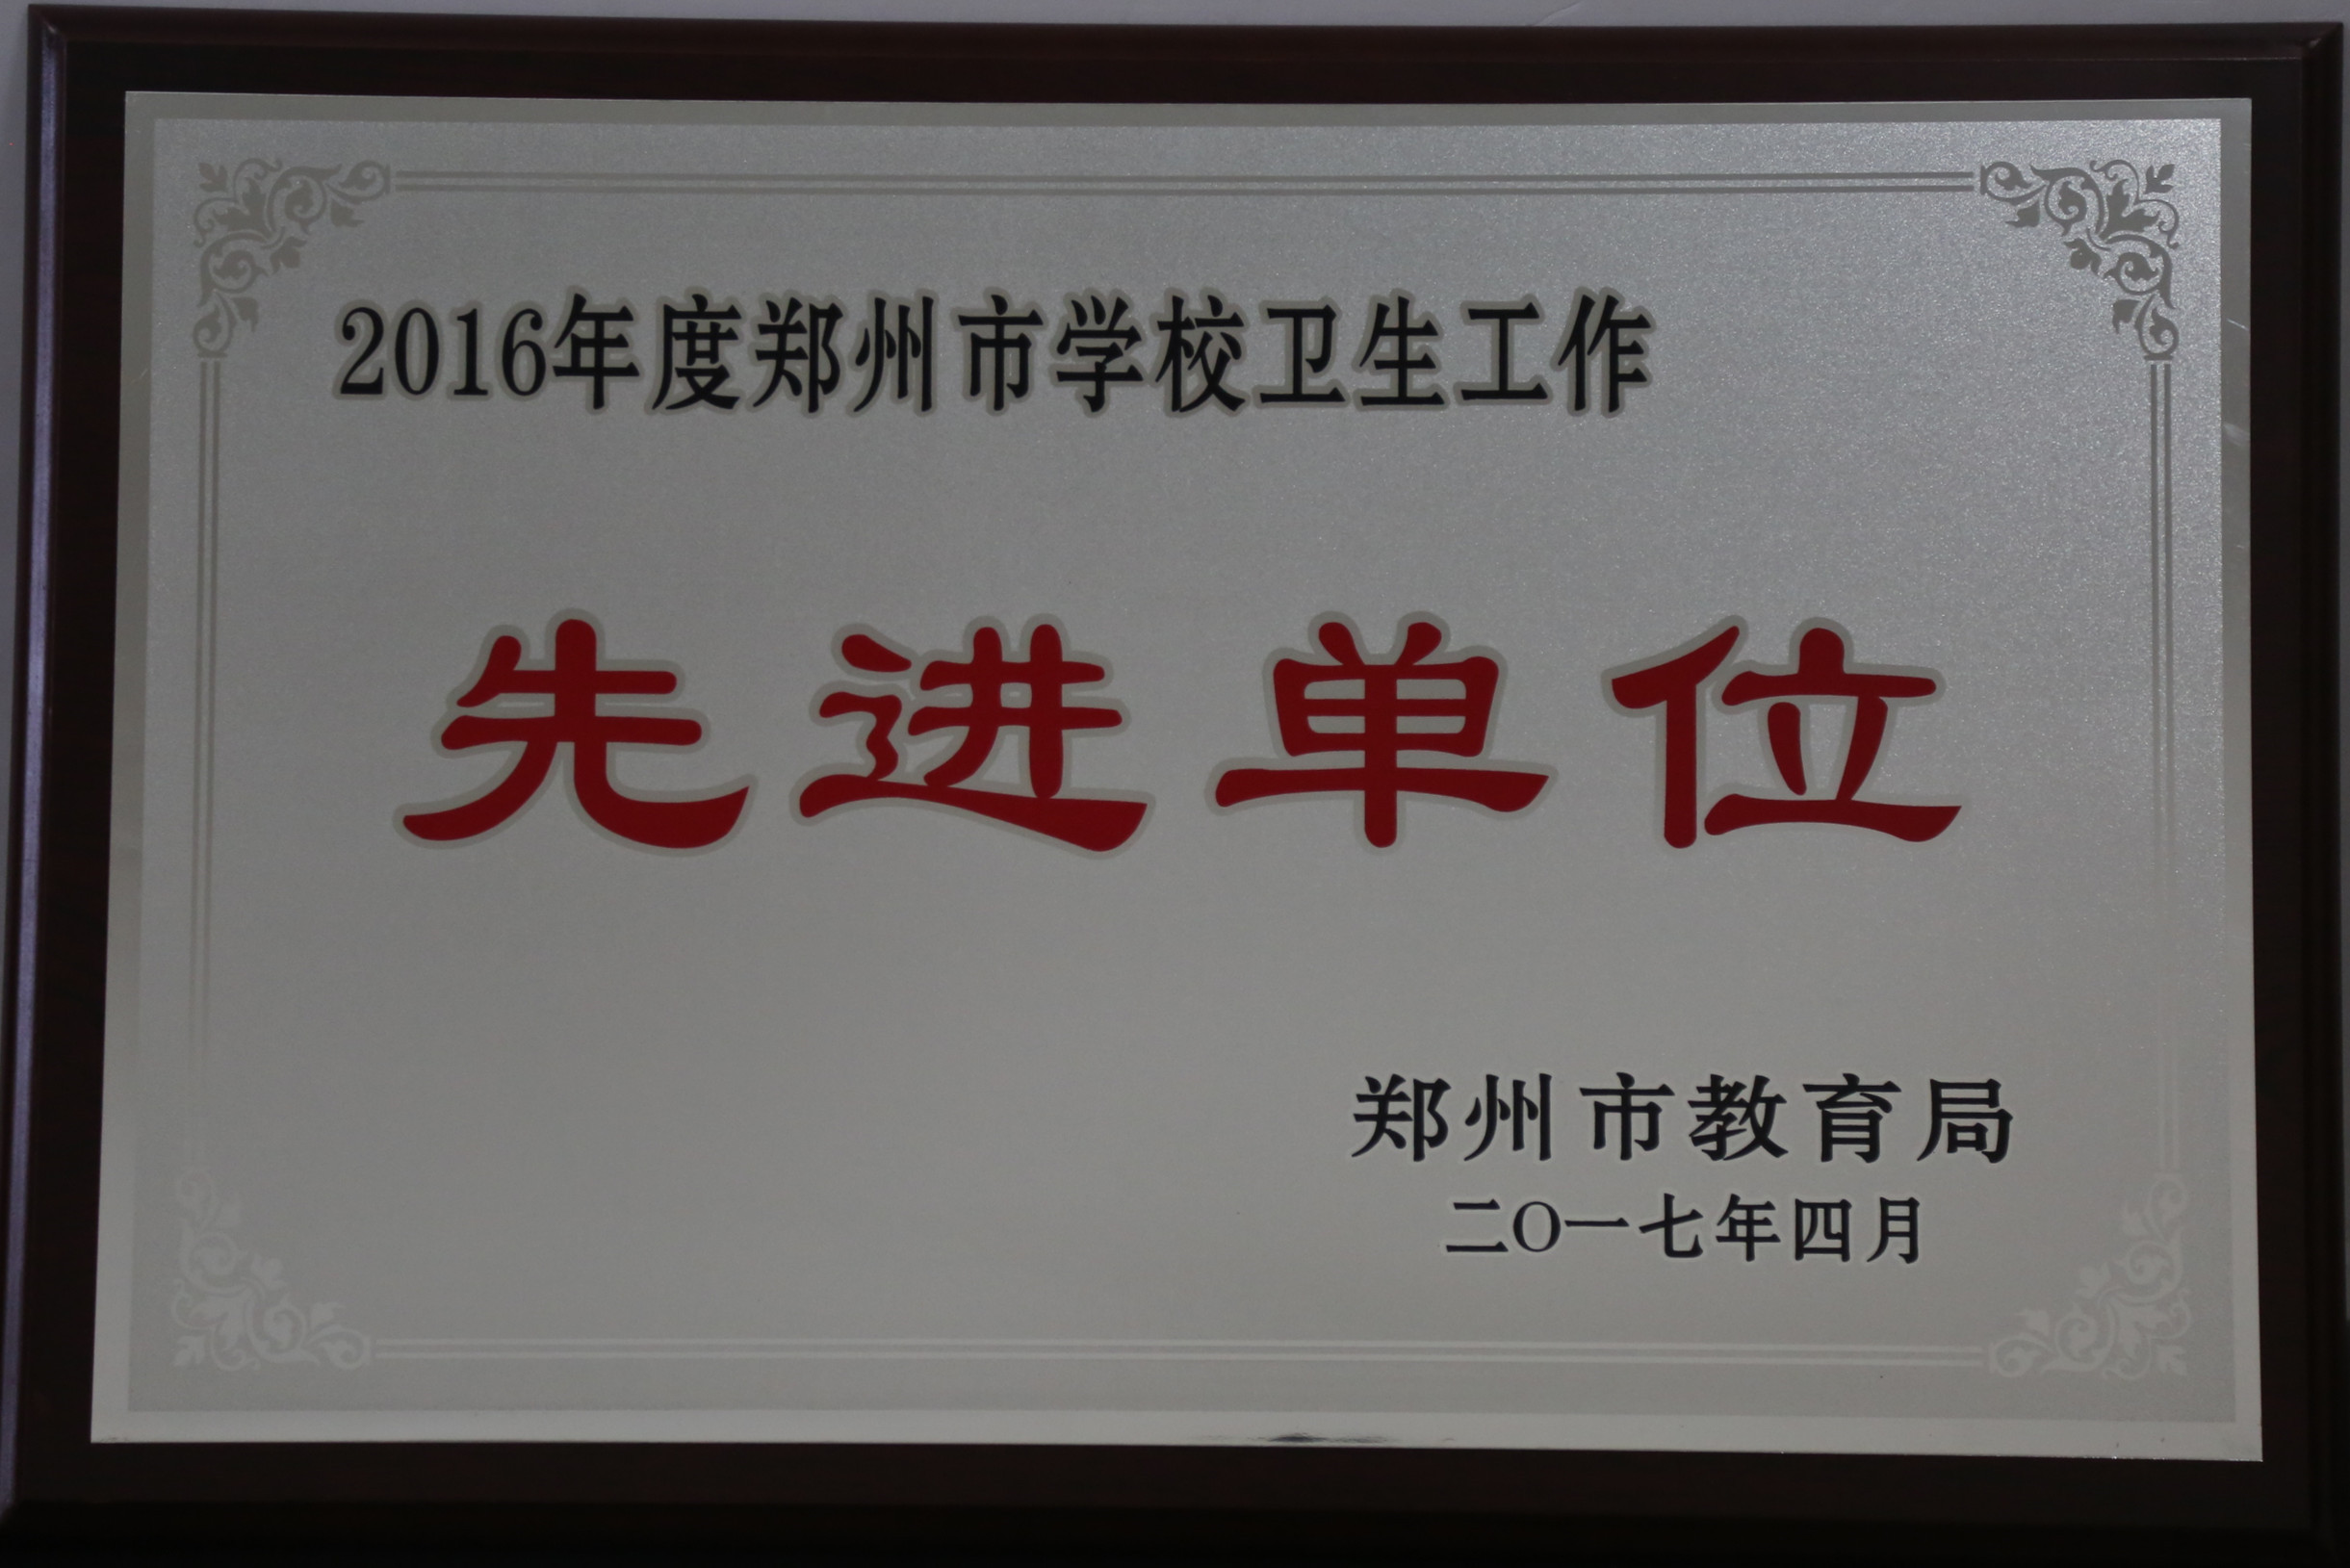 2016年度郑州市学校卫生工作
先进单位
郑州市教育局
二〇一七年四月